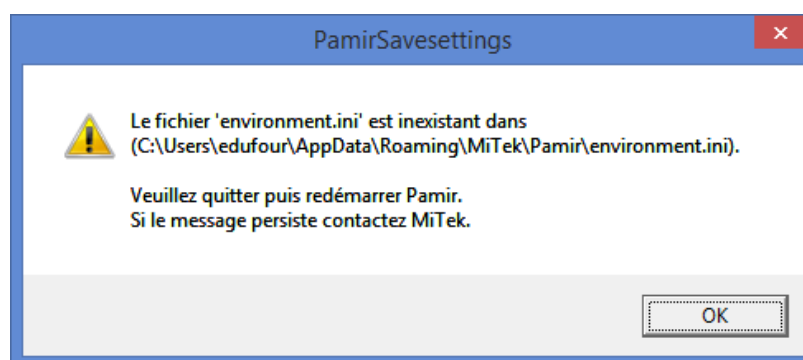 PamirSavesettings
Le fichier 'environment.ini' est inexistant dans
(C:\Users\edufour\AppData\Roaming\MiTek\Pamir\environment.ini).
Veuillez quitter puis redémarrer Pamir.
Si le message persiste contactez MiTek.
OK